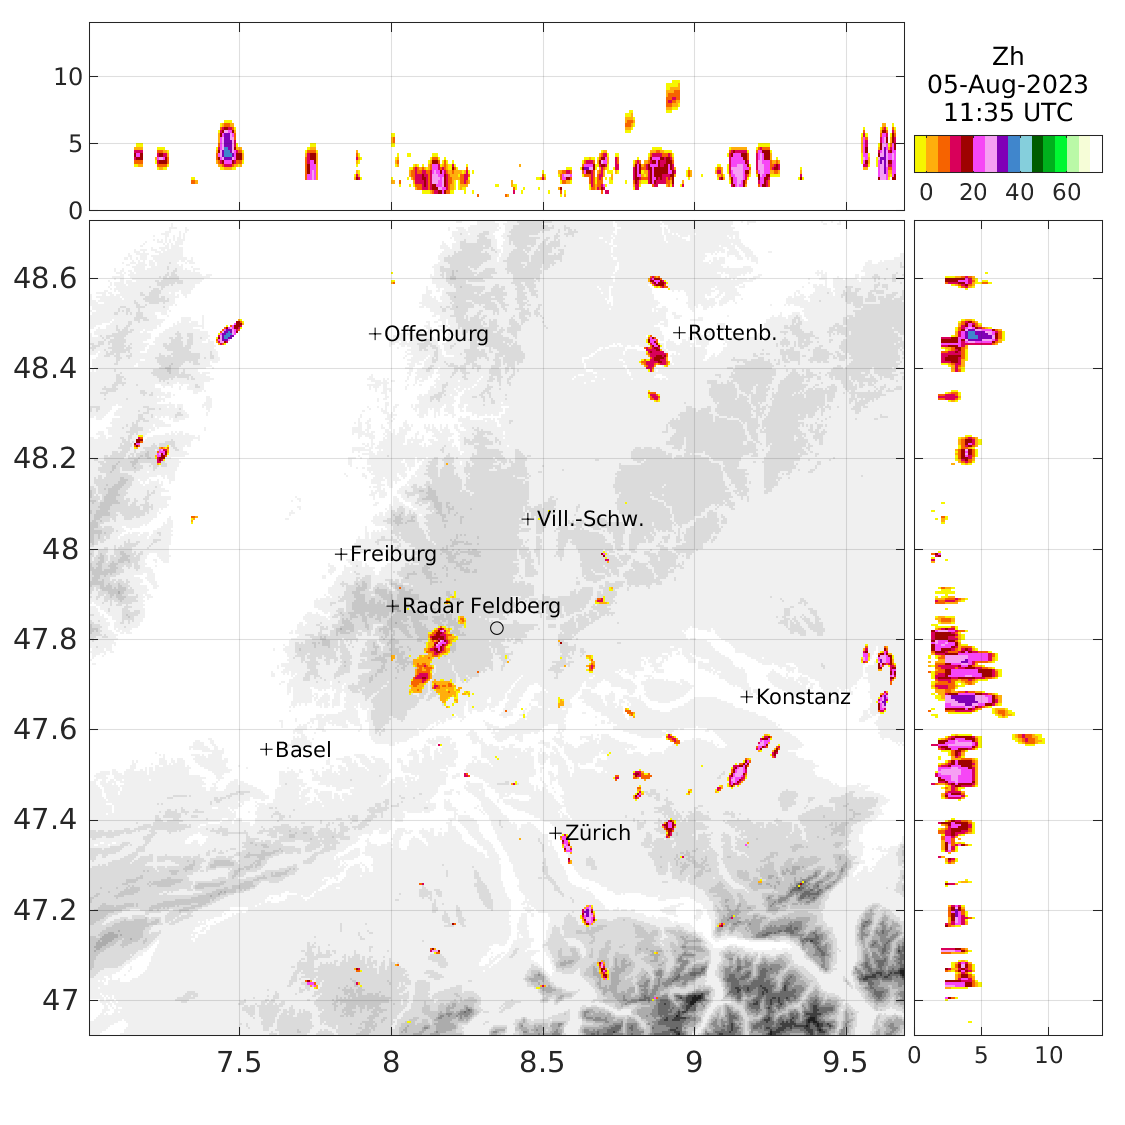 10
5
0
Zh
05-Aug-2023
11:35 UTC
0 20 40 60
48.6
48.4
48.2
48
47.8
47.6
47.4
47.2
47
Offenburg
Rottenb.
Vill.-Schw.
Freiburg
Radar Feldberg
Konstanz
Basel
Zürich
7.5 8 8.5 9 9.5
0 5 10